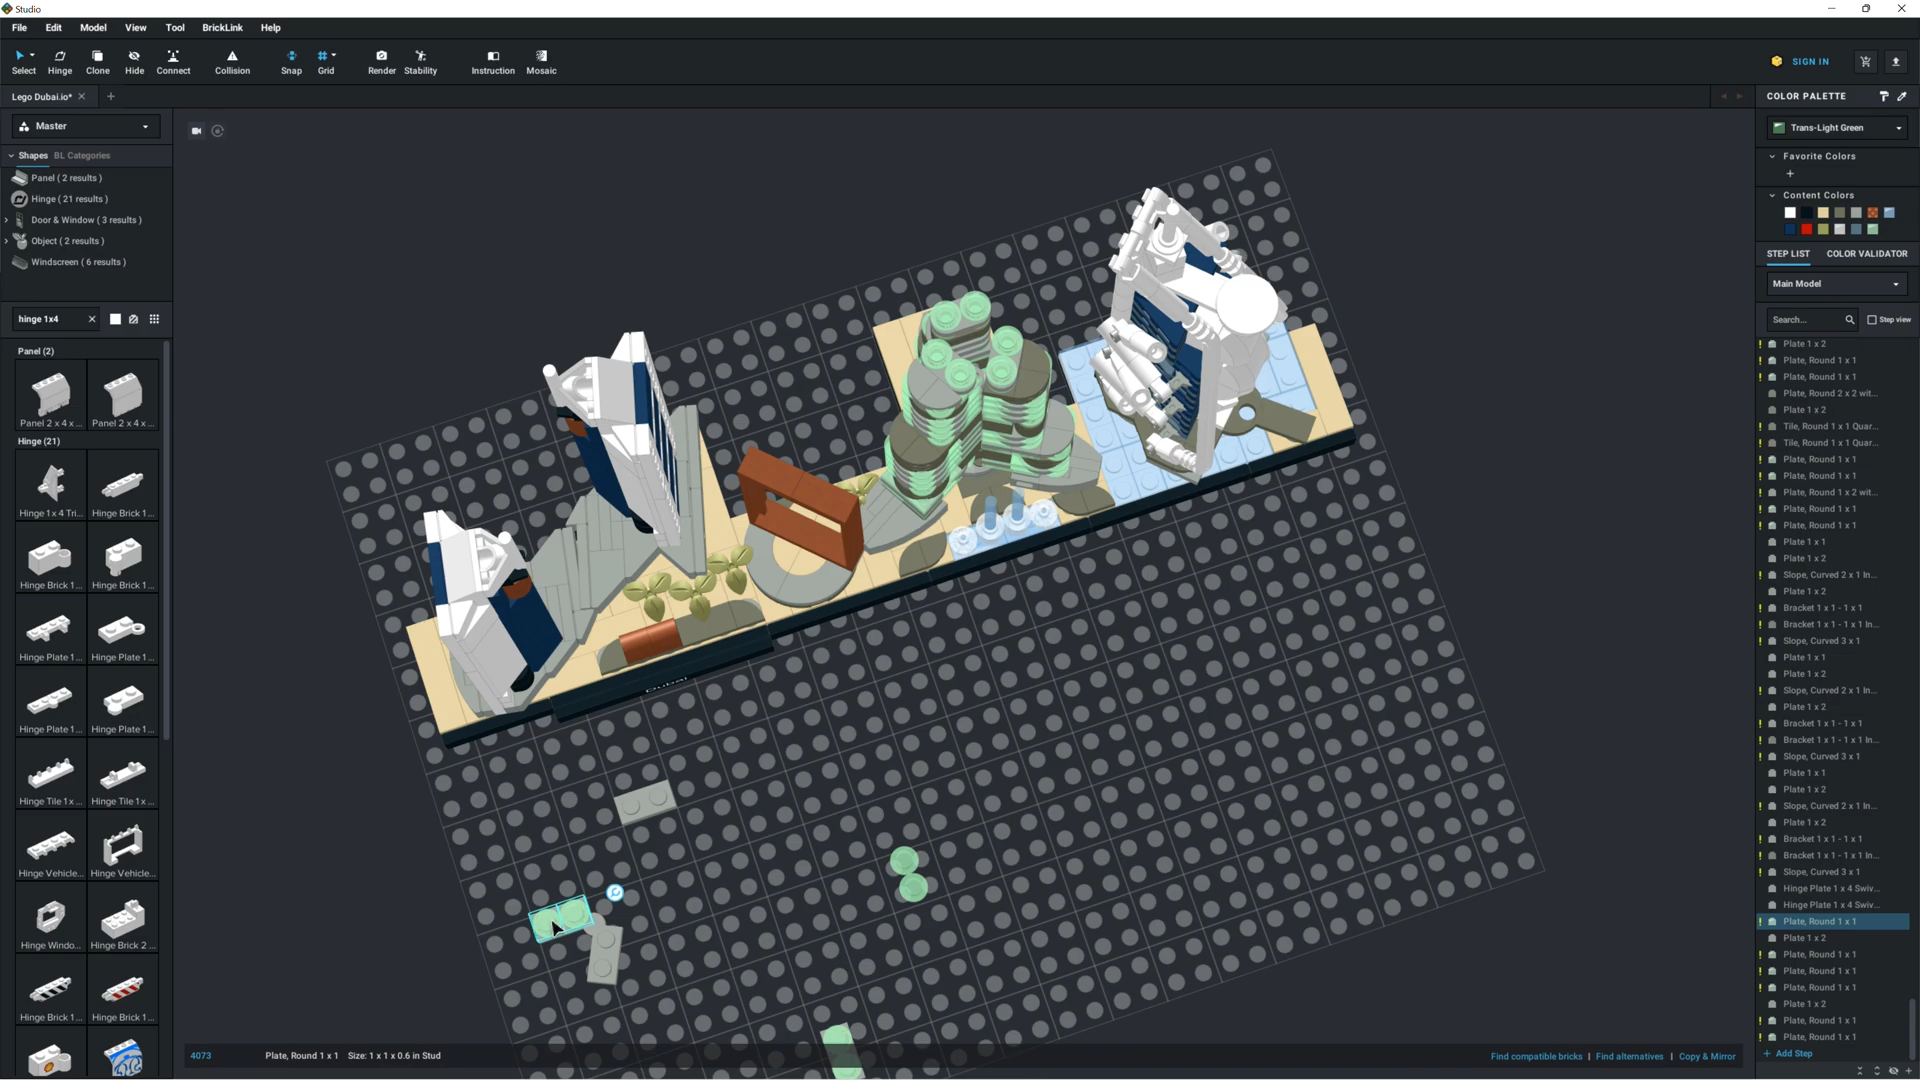 Studio
File Edit Model View Tool BrickLink Help
Select Hinge Clone Hide Connect Collision Snap Grid Render Stability Instruction Mosaic
SIGN IN
Lego Dubai.io*
COLOR PALETTE
Master
Trans-Light Green
Shapes BL Categories
Favorite Colors
Panel ( 2 results )
Hinge ( 21 results )
Content Colors
Door & Window ( 3 results )
Object ( 2 results )
Windscreen ( 6 results )
STEP LIST COLOR VALIDATOR
Main Model
hinge 1x4
Search... Step view
Panel (2)
Panel 2 x 4 x ... Panel 2 x 4 x ...
Hinge (21)
Hinge 1 x 4 Tri... Hinge Brick 1...
Hinge Brick 1... Hinge Brick 1...
Hinge Plate 1... Hinge Plate 1...
Hinge Plate 1... Hinge Plate 1...
Hinge Tile 1 x ... Hinge Tile 1 x ...
Hinge Vehicle... Hinge Vehicle...
Hinge Windo... Hinge Brick 2 ...
Hinge Brick 1... Hinge Brick 1...
Dubai
Plate 1 x 2
Plate, Round 1 x 1
Plate, Round 1 x 1
Plate, Round 2 x 2 wit...
Plate 1 x 2
Tile, Round 1 x 1 Quar...
Tile, Round 1 x 1 Quar...
Plate, Round 1 x 1
Plate, Round 1 x 1
Plate, Round 1 x 2 wit...
Plate, Round 1 x 1
Plate, Round 1 x 1
Plate 1 x 1
Plate 1 x 2
Slope, Curved 2 x 1 In...
Plate 1 x 2
Bracket 1 x 1 - 1 x 1
Bracket 1 x 1 - 1 x 1 In...
Slope, Curved 3 x 1
Plate 1 x 1
Plate 1 x 2
Slope, Curved 2 x 1 In...
Plate 1 x 2
Bracket 1 x 1 - 1 x 1
Bracket 1 x 1 - 1 x 1 In...
Slope, Curved 3 x 1
Plate 1 x 1
Plate 1 x 2
Slope, Curved 2 x 1 In...
Plate 1 x 2
Bracket 1 x 1 - 1 x 1
Bracket 1 x 1 - 1 x 1 In...
Slope, Curved 3 x 1
Hinge Plate 1 x 4 Swiv...
Hinge Plate 1 x 4 Swiv...
Plate, Round 1 x 1
Plate 1 x 2
Plate, Round 1 x 1
Plate, Round 1 x 1
Plate, Round 1 x 1
Plate 1 x 2
Plate, Round 1 x 1
Plate, Round 1 x 1
+ Add Step
4073 Plate, Round 1 x 1 Size: 1 x 1 x 0.6 in Stud
Find compatible bricks | Find alternatives | Copy & Mirror